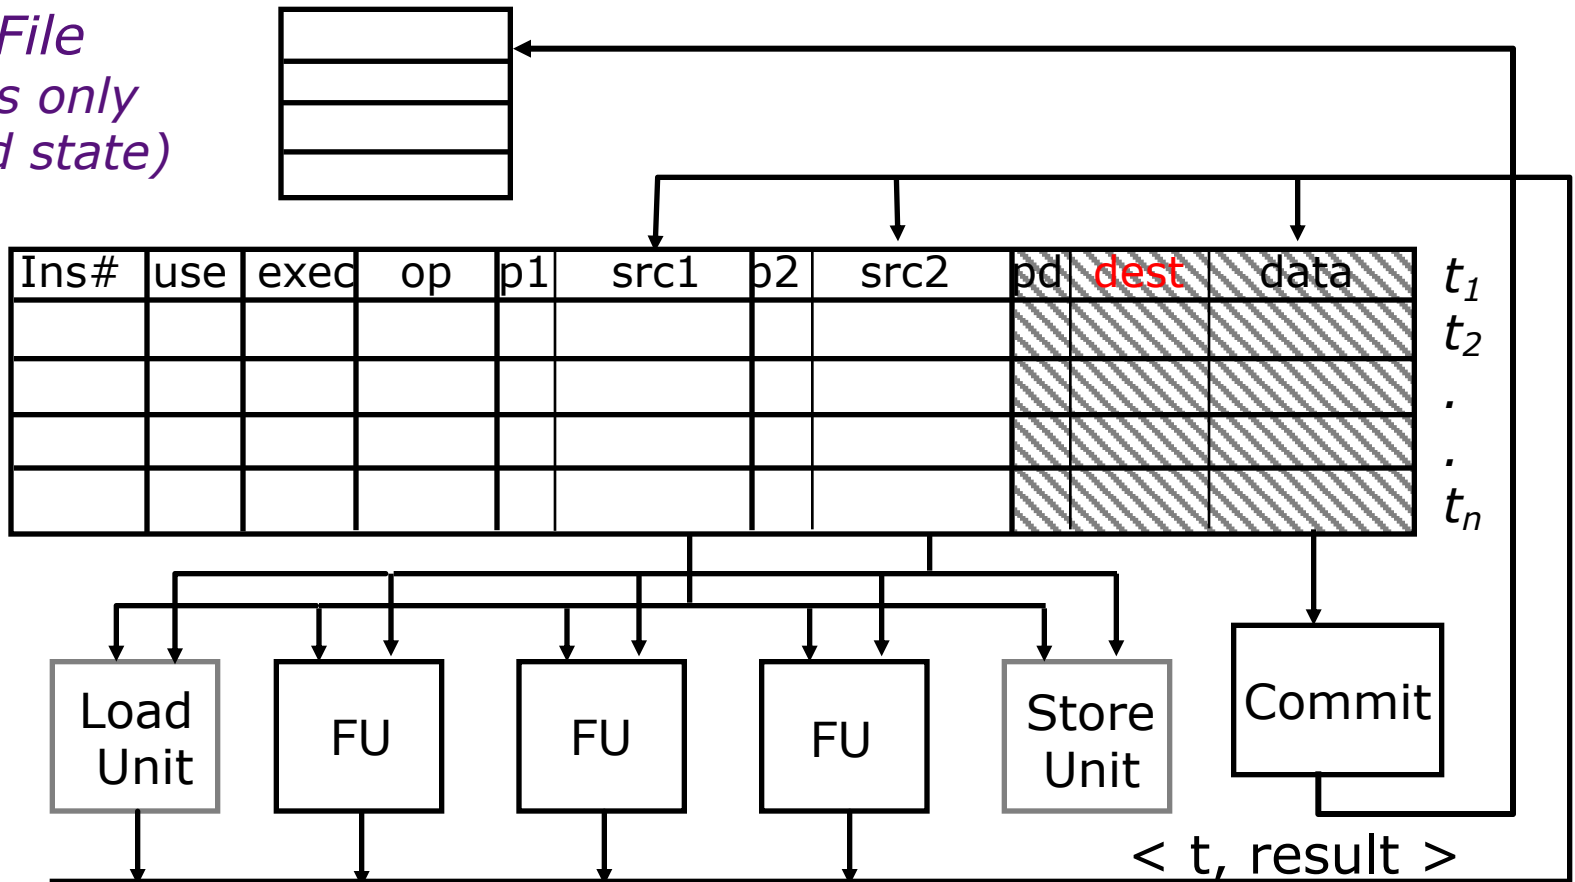 File
s only
d state)
Ins# use exec op p1 src1 p2 src2 pd dest data t1
t2
.
.
tn
Load Unit
FU
FU
FU
Store Unit
Commit
< t, result >